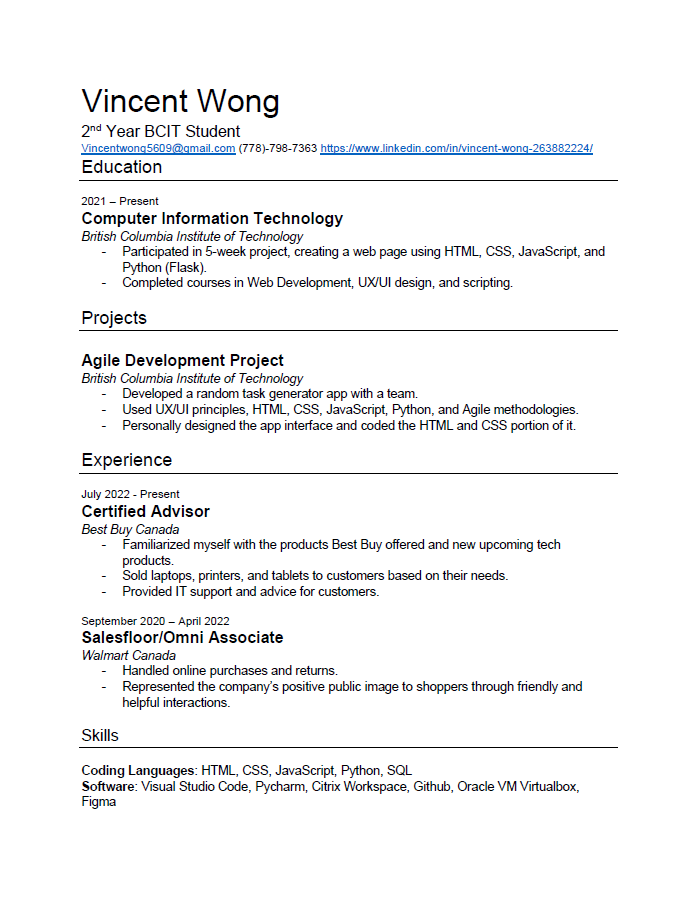 Vincent Wong
2nd Year BCIT Student
Vincentwong5609@gmail.com (778)-798-7363 https://www.linkedin.com/in/vincent-wong-263882224/
Education
2021 – Present
Computer Information Technology
British Columbia Institute of Technology
- Participated in 5-week project, creating a web page using HTML, CSS, JavaScript, and
Python (Flask).
- Completed courses in Web Development, UX/UI design, and scripting.
Projects
Agile Development Project
British Columbia Institute of Technology
- Developed a random task generator app with a team.
- Used UX/UI principles, HTML, CSS, JavaScript, Python, and Agile methodologies.
- Personally designed the app interface and coded the HTML and CSS portion of it.
Experience
July 2022 - Present
Certified Advisor
Best Buy Canada
- Familiarized myself with the products Best Buy offered and new upcoming tech
products.
- Sold laptops, printers, and tablets to customers based on their needs.
- Provided IT support and advice for customers.
September 2020 – April 2022
Salesfloor/Omni Associate
Walmart Canada
- Handled online purchases and returns.
- Represented the company's positive public image to shoppers through friendly and
helpful interactions.
Skills
Coding Languages: HTML, CSS, JavaScript, Python, SQL
Software: Visual Studio Code, Pycharm, Citrix Workspace, Github, Oracle VM Virtualbox,
Figma